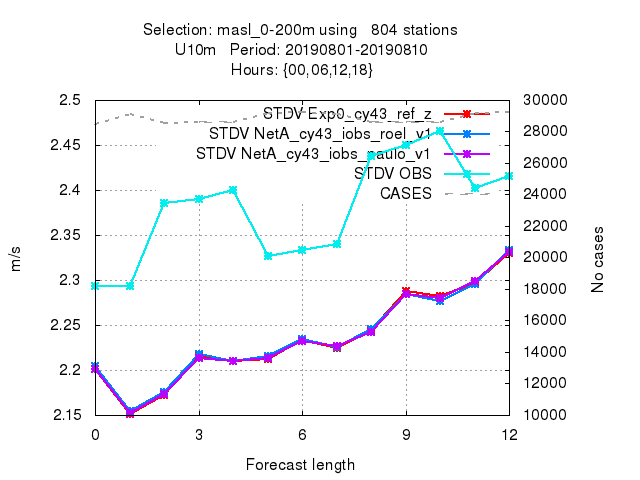 Selection: masl_0-200m using 804 stations
U10m Period: 20190801-20190810
Hours: {00,06,12,18}
STDV Exp0_cy43_ref_z
STDV NetA_cy43_iobs_roel_v1
STDV NetA_cy43_iobs_paulo_v1
STDV OBS
CASES
2.5
2.45
2.4
2.35
2.3
2.25
2.2
2.15
m/s
30000
28000
26000
24000
22000
20000
18000
16000
14000
12000
10000
No cases
0 3 6 9 12
Forecast length